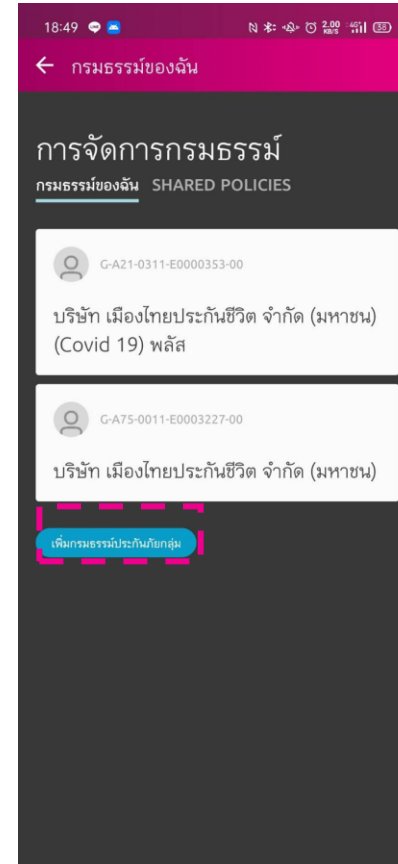 18:49 2.00 KB/S 4G 35
กรมธรรม์ของฉัน
การจัดการกรมธรรม์
กรมธรรม์ของฉัน SHARED POLICIES
G-A21-0311-E0000353-00
บริษัท เมืองไทยประกันชีวิต จำกัด (มหาชน)
(Covid 19) พลัส
G-A75-0011-E0003227-00
บริษัท เมืองไทยประกันชีวิต จำกัด (มหาชน)
เพิ่มกรมธรรม์ประกันภัยกลุ่ม